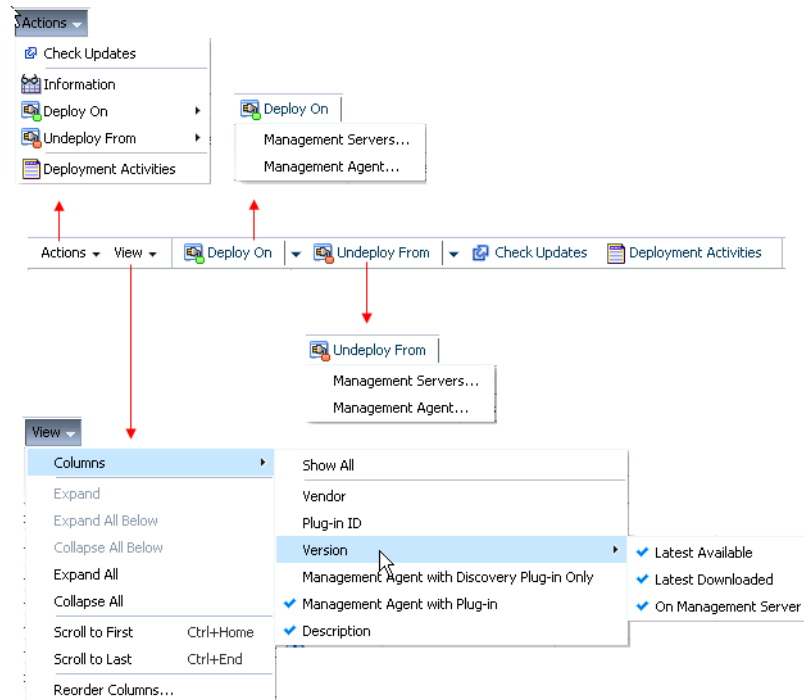 Actions
Check Updates
Information
Deploy On
Undeploy From
Deployment Activities
Deploy On
Management Servers...
Management Agent...
Actions View Deploy On Undeploy From Check Updates Deployment Activities
Undeploy From
Management Servers...
Management Agent...
View
Columns
Expand
Expand All Below
Collapse All Below
Expand All
Collapse All
Scroll to First Ctrl+Home
Scroll to Last Ctrl+End
Reorder Columns...
Show All
Vendor
Plug-in ID
Version
Management Agent with Discovery Plug-in Only
Management Agent with Plug-in
Description
Latest Available
Latest Downloaded
On Management Server